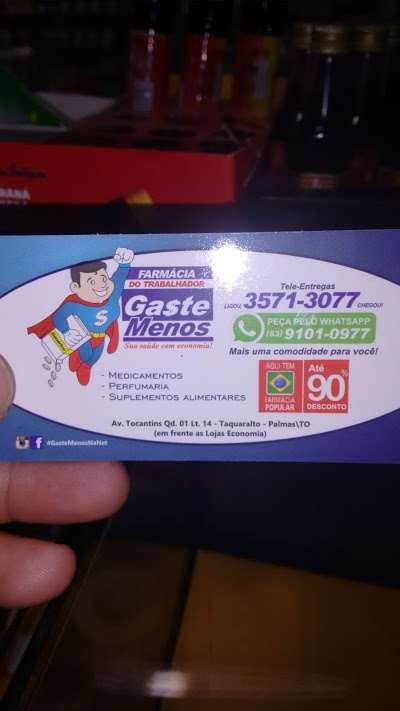 FARMÁCIA
DO TRABALHADOR
Gaste
Menos
Sua saúde com economia!
Tele-Entregas
LIGOU, 3571-3077 CHEGOU!
PEÇA PELO WHATSAPP
(63) 9101-0977
Mais uma comodidade para você!
- MEDICAMENTOS
- PERFUMARIA
- SUPLEMENTOS ALIMENTARES
AQUI TEM
FARMÁCIA
POPULAR
Até
90%
DESCONTO
Av. Tocantins Qd. 01 Lt. 14 - Taquaralto - Palmas\TO
(em frente as Lojas Economia)
#GasteMenosNaNet